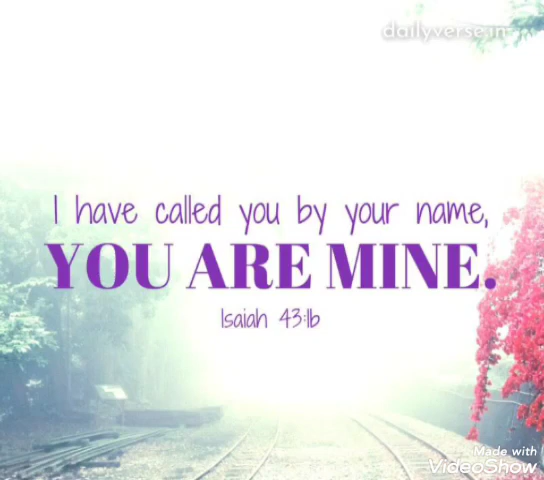 dailyverse.in
I have called you by your name,
YOU ARE MINE.
Isaiah 43:1b
Made with
VideoShow